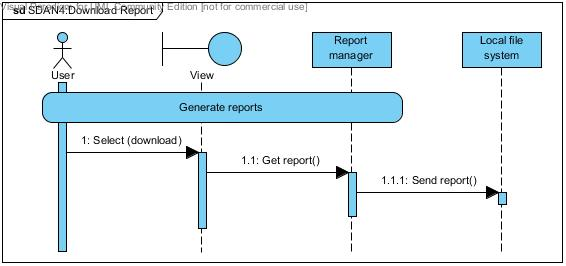 Visual Paradigm for UML Community Edition [not for commercial use]
sd SDAN4:Download Report
User
View
Report
manager
Local file
system
Generate reports
1: Select (download)
1.1: Get report()
1.1.1: Send report()